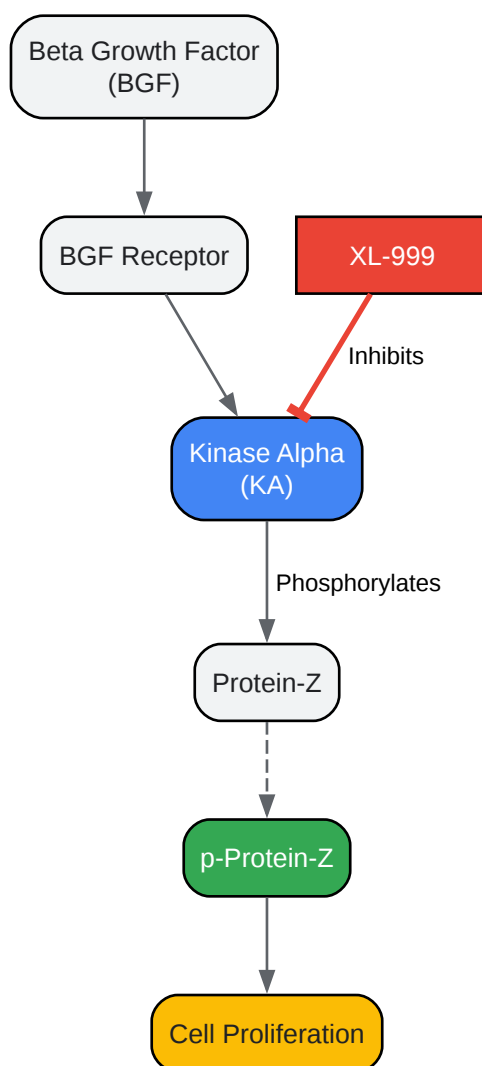 Beta Growth Factor
(BGF)
BGF Receptor
XL-999
Inhibits
Kinase Alpha
(KA)
Phosphorylates
Protein-Z
p-Protein-Z
Cell Proliferation